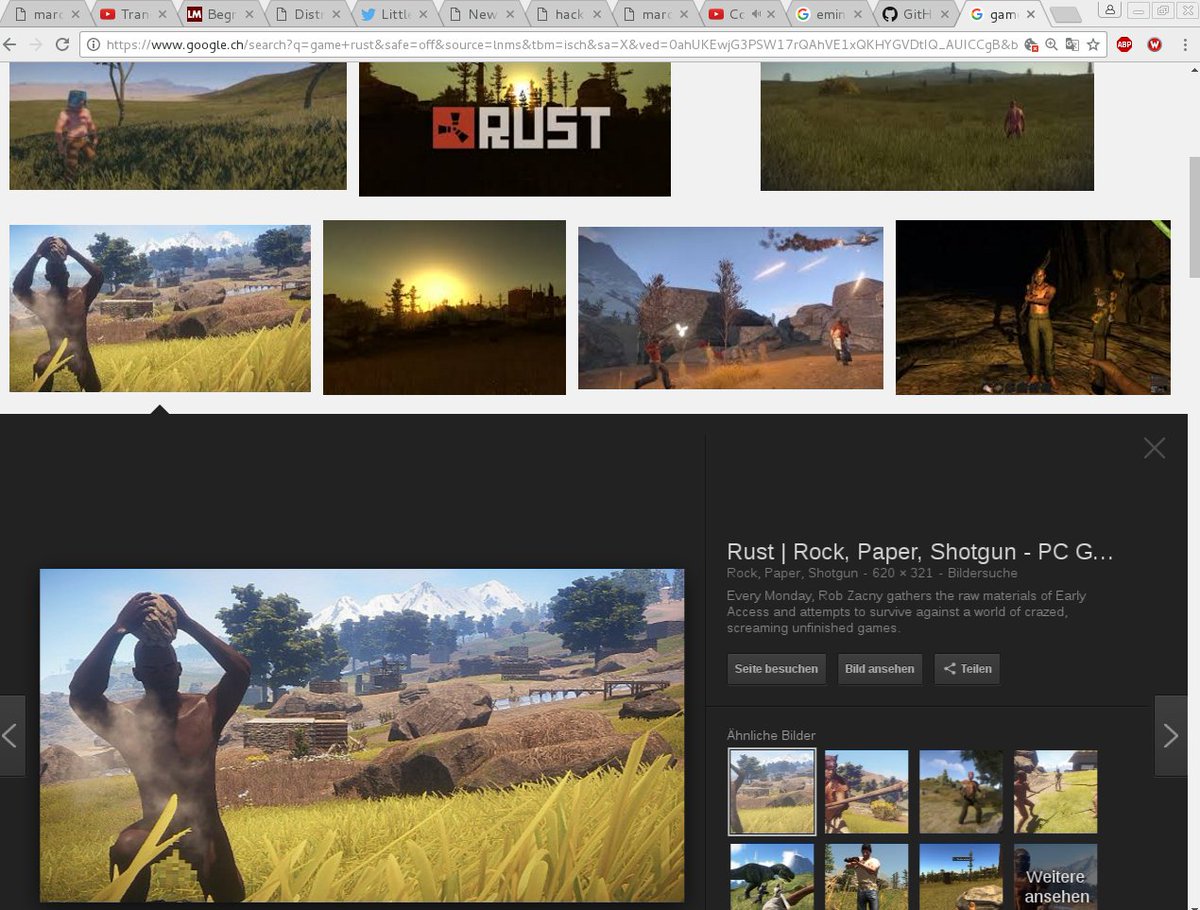 marc
Tran
Begr
Distr
Little
New
hack
marc
Co
emin
GitH
gam
https://www.google.ch/search?q=game+rust&safe=off&source=lnms&tbm=isch&sa=X&ved=0ahUKEwjG3PSW17rQAhVE1xQKHYGVDtIQ_AUICCgB&b
ABP
W
RUST
Rust | Rock, Paper, Shotgun - PC G...
Rock, Paper, Shotgun - 620 × 321 - Bildersuche
Every Monday, Rob Zacny gathers the raw materials of Early
Access and attempts to survive against a world of crazed,
screaming unfinished games.
Seite besuchen
Bild ansehen
Teilen
Ähnliche Bilder
Weitere
ansehen